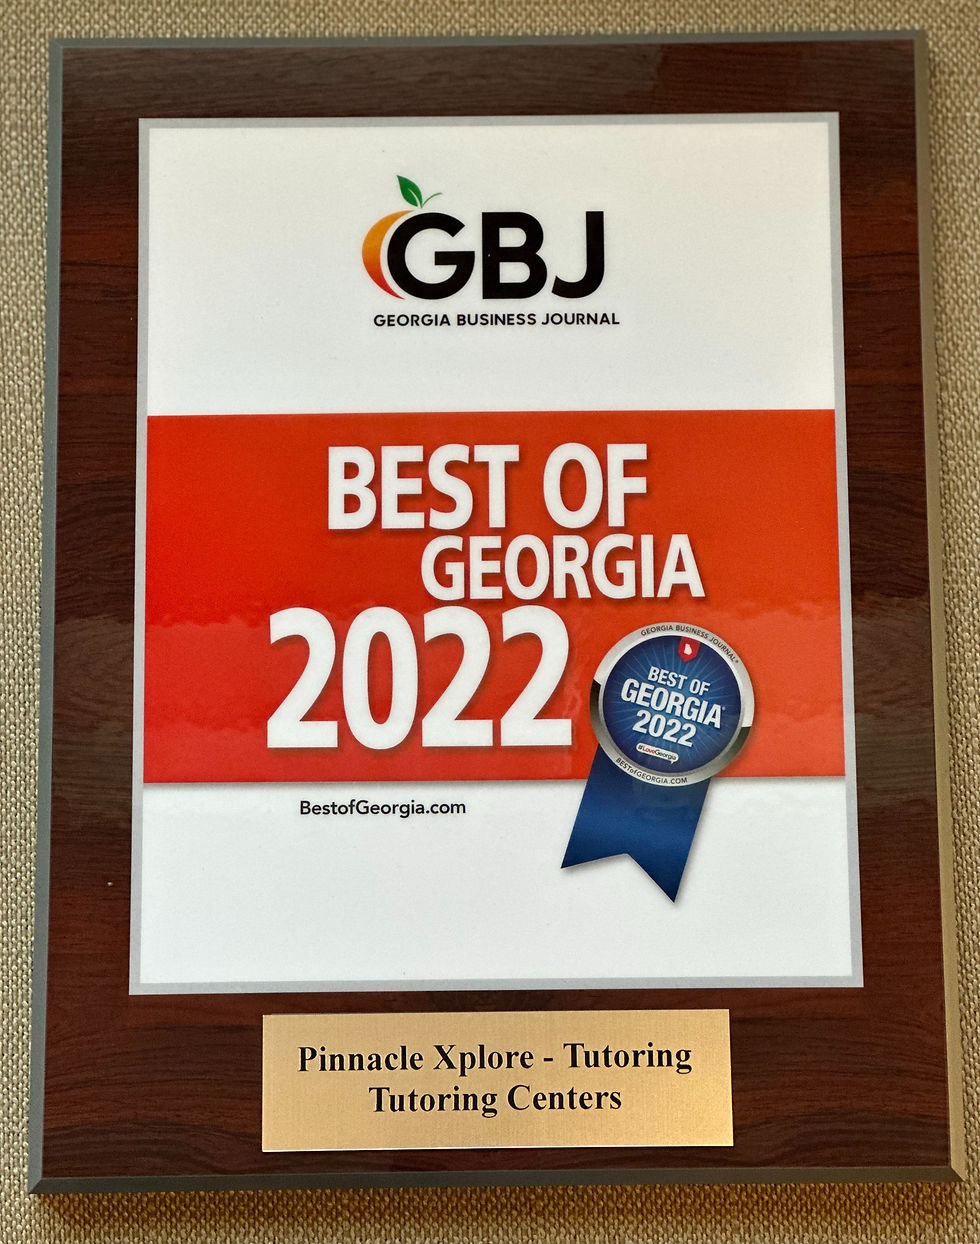 GBJ
GEORGIA BUSINESS JOURNAL
BEST OF
GEORGIA
2022
GEORGIA BUSINESS JOURNAL®
BEST OF
GEORGIA®
2022
#LoveGeorgia
BESTofGEORGIA.COM
BestofGeorgia.com
Pinnacle Xplore - Tutoring
Tutoring Centers